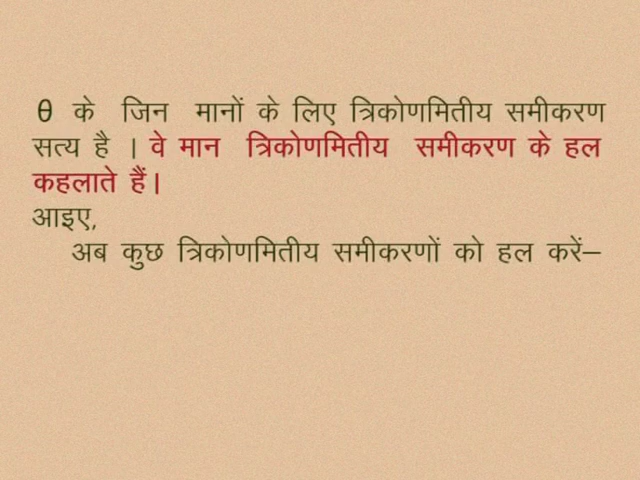 θ के जिन मानों के लिए त्रिकोणमितीय समीकरण
सत्य है । वे मान त्रिकोणमितीय समीकरण के हल
कहलाते हैं।
आइए,
अब कुछ त्रिकोणमितीय समीकरणों को हल करें–